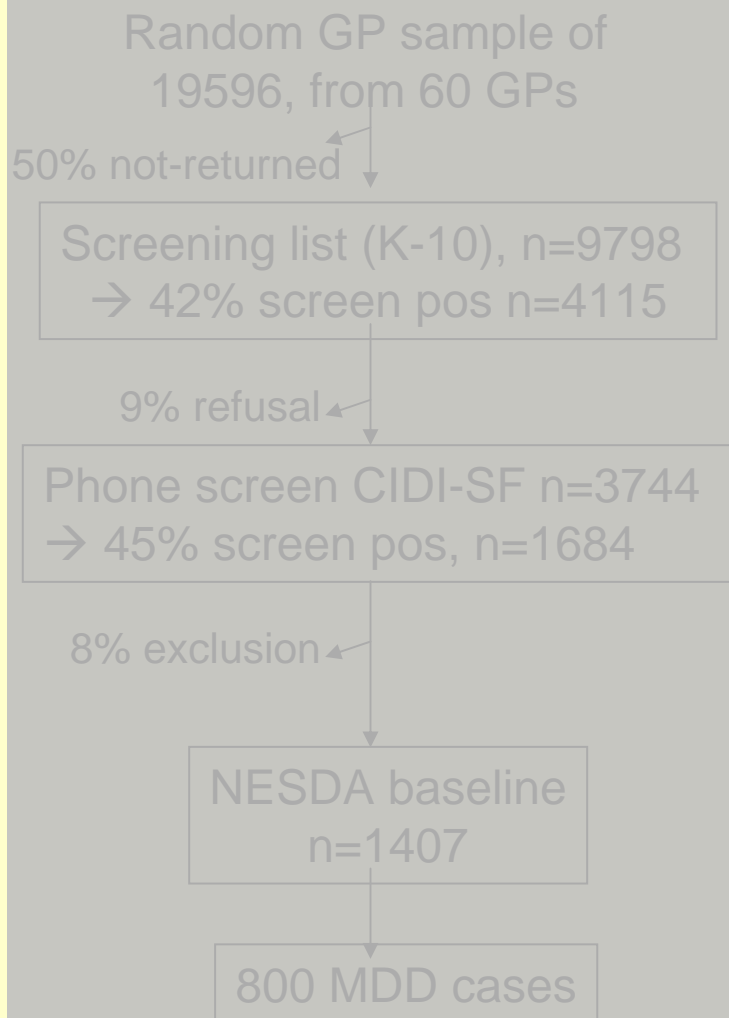 Random GP sample of
19596, from 60 GPs
50% not-returned
Screening list (K-10), n=9798
→ 42% screen pos n=4115
9% refusal
Phone screen CIDI-SF n=3744
→ 45% screen pos, n=1684
8% exclusion
NESDA baseline
n=1407
800 MDD cases